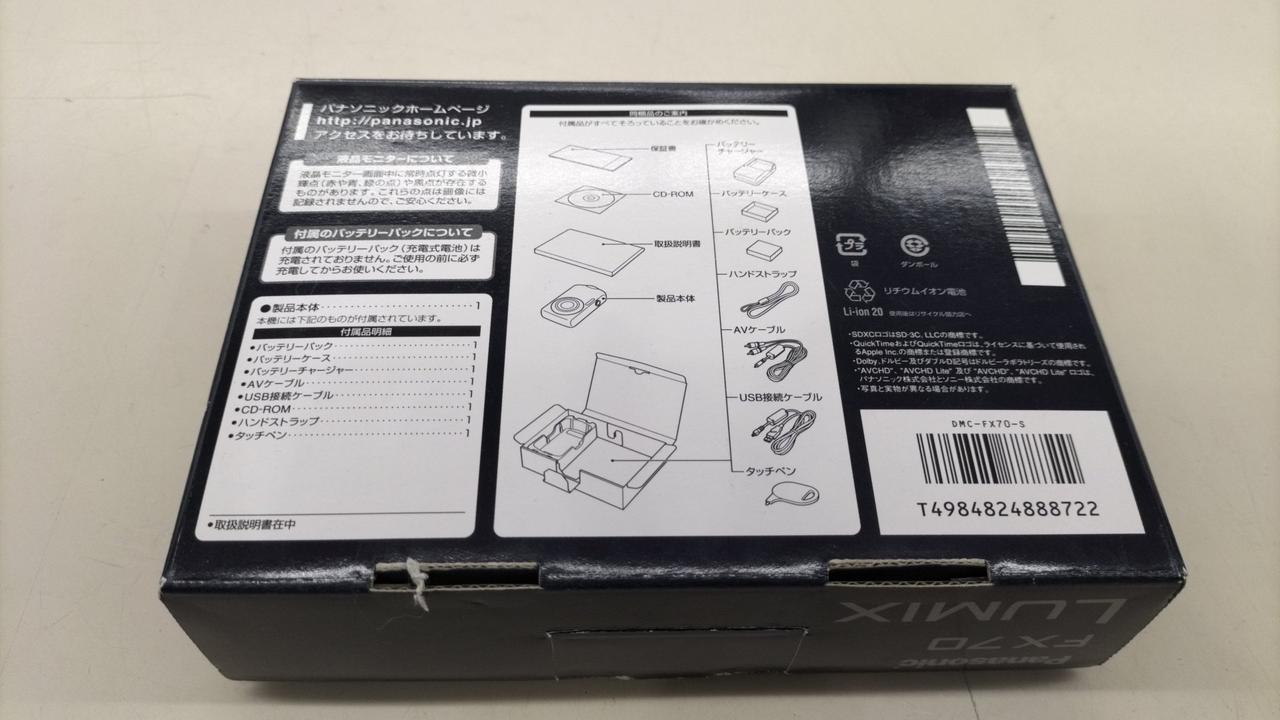 パナソニックホームページ
http://panasonic.jp
アクセスをお待ちしています。
液晶モニターについて
液晶モニター画面中に常時点灯する微小
輝点(赤や青、緑の点)や黒点が存在する
ものがあります。これらの点は画像には
記録されませんので、ご安心ください。
付属のバッテリーパックについて
付属のバッテリーパック(充電式電池)は
充電されておりません。ご使用の前に必ず
充電してからお使いください。
●製品本体‥‥‥‥‥‥‥1
本機には下記のものが付属されています。
付属品明細
•バッテリーパック‥‥‥‥‥‥‥1
•バッテリーケース‥‥‥‥‥‥‥1
•バッテリーチャージャー‥‥‥‥‥1
•AVケーブル‥‥‥‥‥‥‥‥1
•USB接続ケーブル‥‥‥‥‥‥‥1
•CD-ROM‥‥‥‥‥‥‥‥1
•ハンドストラップ‥‥‥‥‥‥‥1
•タッチペン‥‥‥‥‥‥‥‥1
•取扱説明書在中
同梱品のご案内
付属品がすべてそろっていることをお確かめください。
保証書
CD-ROM
取扱説明書
製品本体
バッテリー
チャージャー
バッテリーケース
バッテリーパック
ハンドストラップ
AVケーブル
USB接続ケーブル
タッチペン
プラ
袋
ダンボール
リチウムイオン電池
Li-ion 20 使用後はリサイクル協力店へ
•SDXCロゴはSD-3C, LLCの商標です。
•QuickTimeおよびQuickTimeロゴは、ライセンスに基づいて使用され
るApple Inc.の商標または登録商標です。
•Dolby、ドルビー及びダブルD記号はドルビーラボラトリーズの商標です。
•"AVCHD"、"AVCHD Lite" 及び "AVCHD"、"AVCHD Lite" ロゴは、
パナソニック株式会社とソニー株式会社の商標です。
•写真と実物が異なる場合があります。
DMC-FX70-S
T4984824888722
LUMIX
FX70
Panasonic